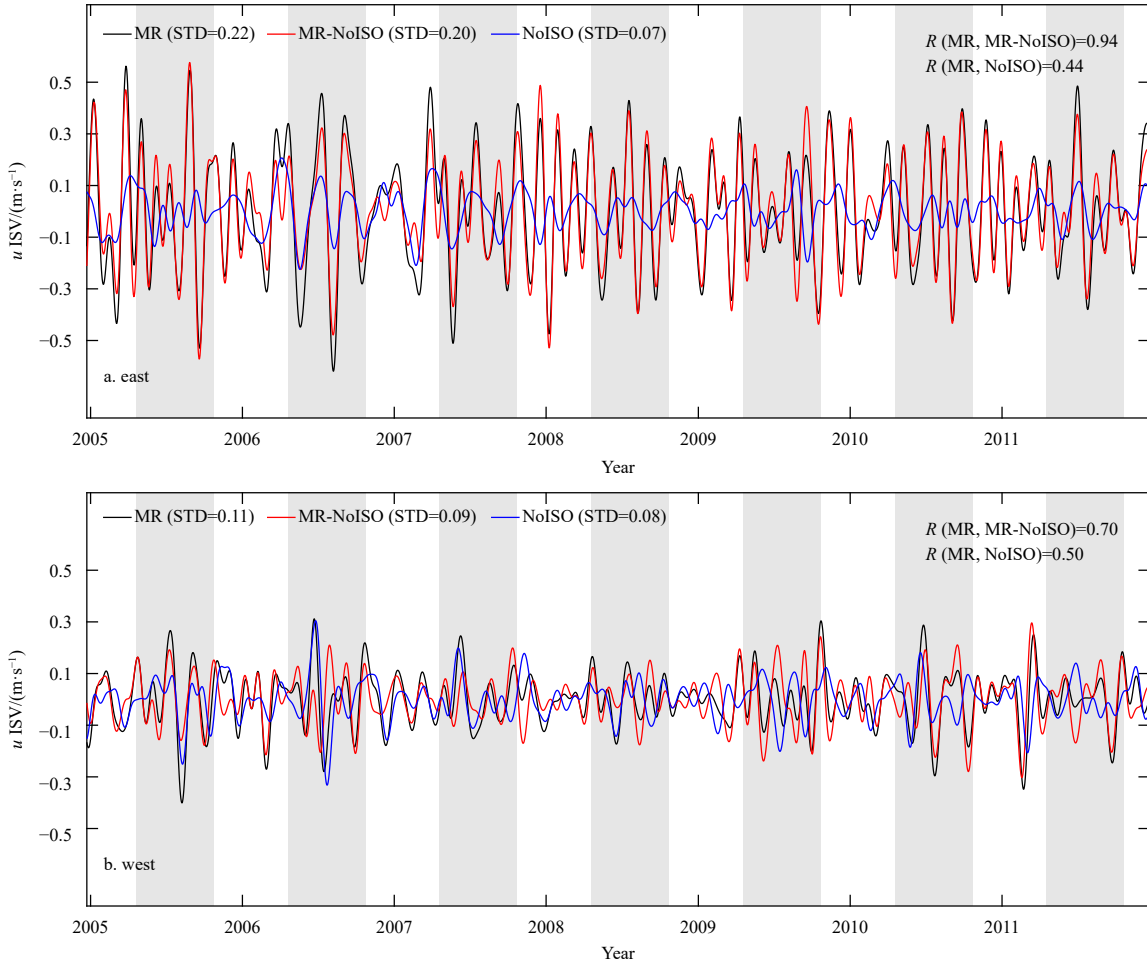 MR (STD=0.22) MR-NoISO (STD=0.20) NoISO (STD=0.07)
R (MR, MR-NoISO)=0.94
R (MR, NoISO)=0.44
0.5
0.3
0.1
−0.1
−0.3
−0.5
u ISV/(m·s⁻¹)
a. east
2005 2006 2007 2008 2009 2010 2011
Year
MR (STD=0.11) MR-NoISO (STD=0.09) NoISO (STD=0.08)
R (MR, MR-NoISO)=0.70
R (MR, NoISO)=0.50
0.5
0.3
0.1
−0.1
−0.3
−0.5
u ISV/(m·s⁻¹)
b. west
2005 2006 2007 2008 2009 2010 2011
Year